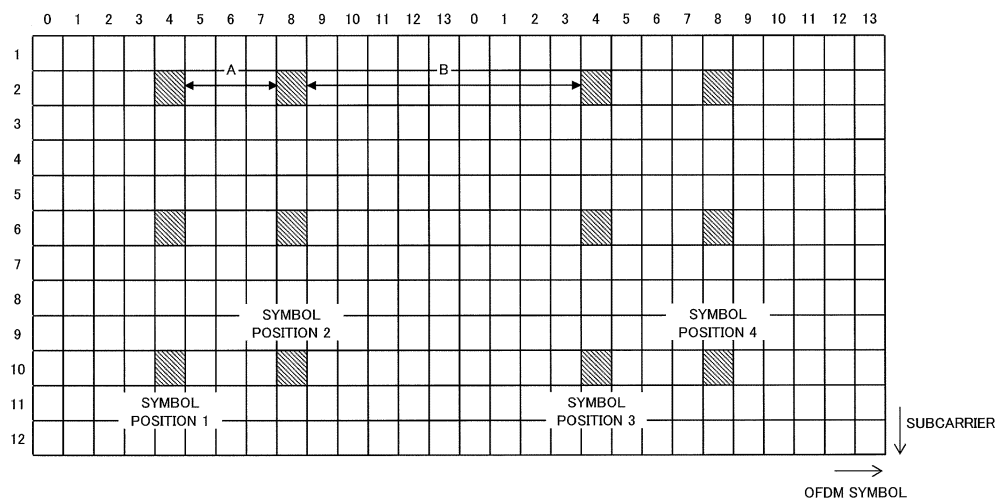 0 1 2 3 4 5 6 7 8 9 10 11 12 13 0 1 2 3 4 5 6 7 8 9 10 11 12 13
1
A B
2
3
4
5
6
7
8
SYMBOL POSITION 2
SYMBOL POSITION 4
9
10
11
SYMBOL POSITION 1
SYMBOL POSITION 3
12
SUBCARRIER
OFDM SYMBOL